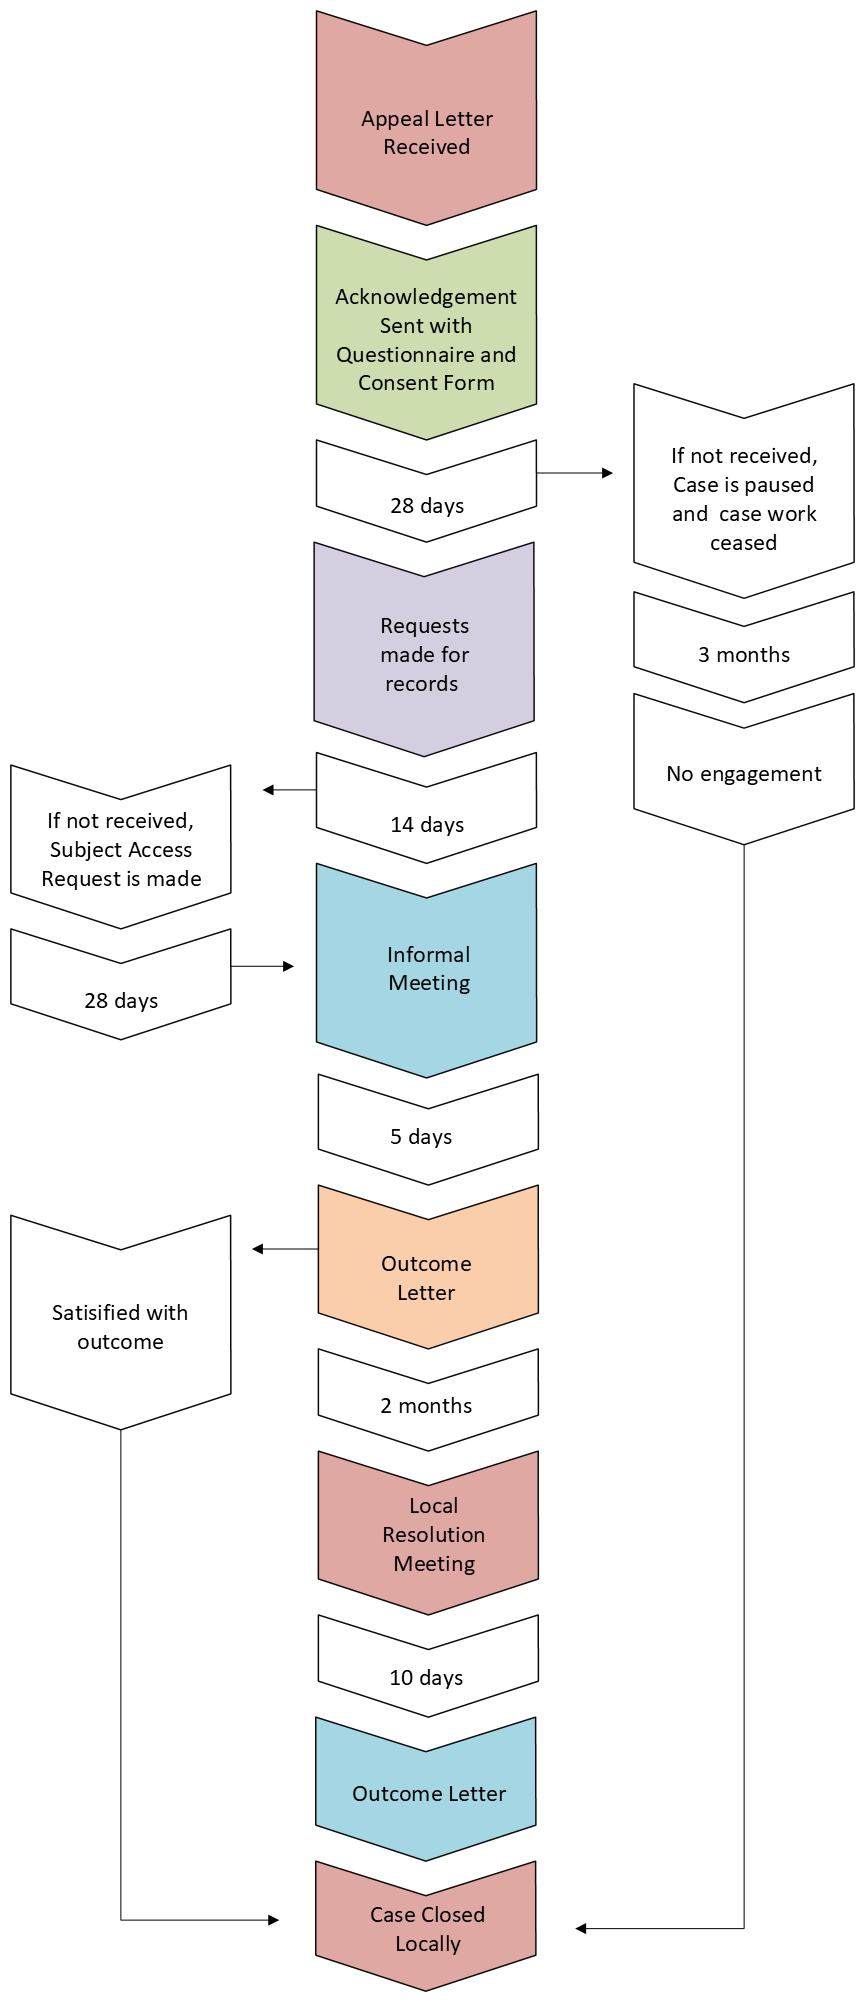 Appeal Letter
Received
Acknowledgement
Sent with
Questionnaire and
Consent Form
28 days
If not received,
Case is paused
and case work
ceased
3 months
No engagement
Requests
made for
records
14 days
If not received,
Subject Access
Request is made
28 days
Informal
Meeting
5 days
Outcome
Letter
Satisified with
outcome
2 months
Local
Resolution
Meeting
10 days
Outcome Letter
Case Closed
Locally